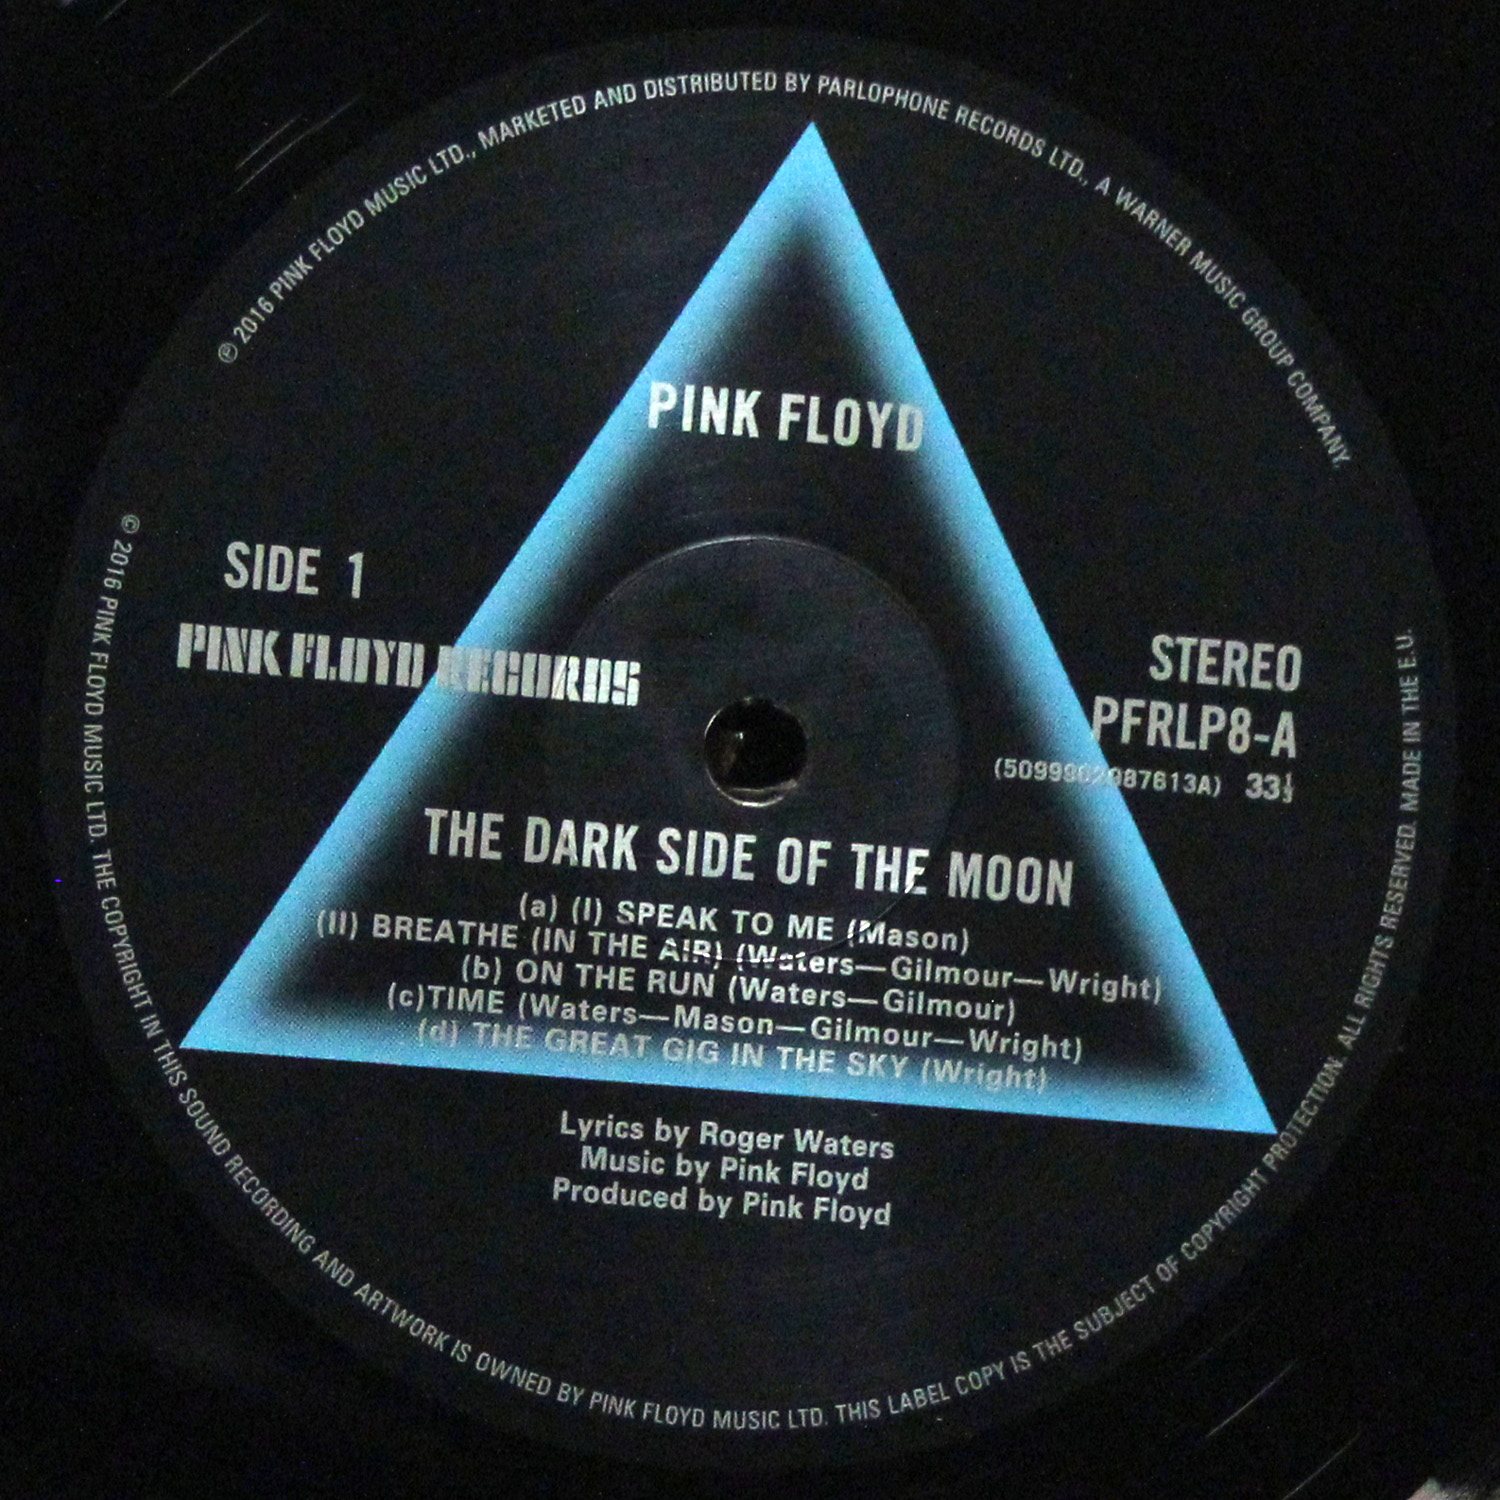 ℗ 2016 PINK FLOYD MUSIC LTD., MARKETED AND DISTRIBUTED BY PARLOPHONE RECORDS LTD., A WARNER MUSIC GROUP COMPANY.
PINK FLOYD
SIDE 1
PINK FLOYD RECORDS
STEREO
PFRLP8-A
(5099902987613A) 33⅓
THE DARK SIDE OF THE MOON
(a) (I) SPEAK TO ME (Mason)
(II) BREATHE (IN THE AIR) (Waters—Gilmour—Wright)
(b) ON THE RUN (Waters—Gilmour)
(c)TIME (Waters—Mason—Gilmour—Wright)
(d) THE GREAT GIG IN THE SKY (Wright)
Lyrics by Roger Waters
Music by Pink Floyd
Produced by Pink Floyd
© 2016 PINK FLOYD MUSIC LTD. THE COPYRIGHT IN THIS SOUND RECORDING AND ARTWORK IS OWNED BY PINK FLOYD MUSIC LTD. THIS LABEL COPY IS THE SUBJECT OF COPYRIGHT PROTECTION. ALL RIGHTS RESERVED. MADE IN THE E.U.